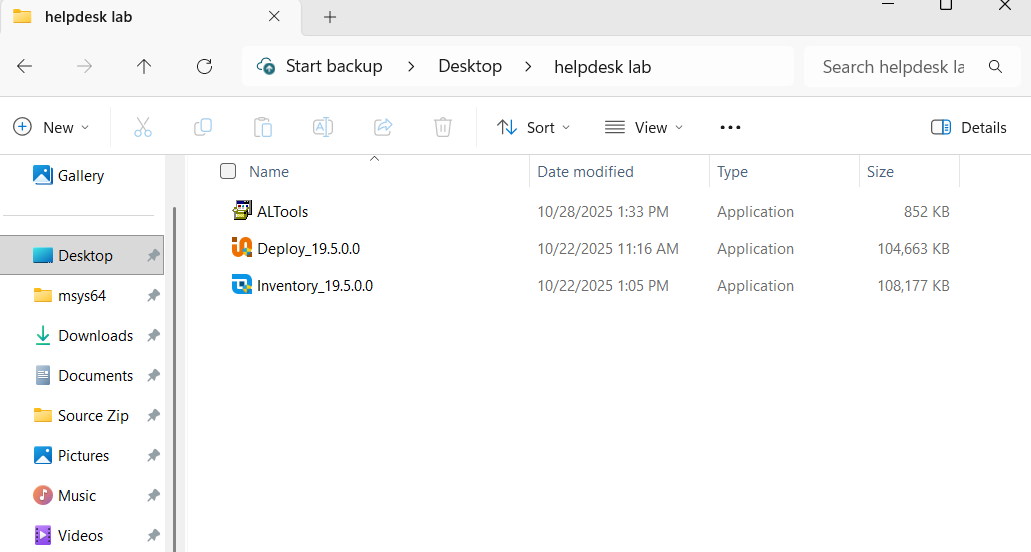 helpdesk lab
Start backup > Desktop > helpdesk lab
Search helpdesk la
New
Sort
View
Details
Gallery
Desktop
msys64
Downloads
Documents
Source Zip
Pictures
Music
Videos
Name Date modified Type Size
ALTools 10/28/2025 1:33 PM Application 852 KB
Deploy_19.5.0.0 10/22/2025 11:16 AM Application 104,663 KB
Inventory_19.5.0.0 10/22/2025 1:05 PM Application 108,177 KB